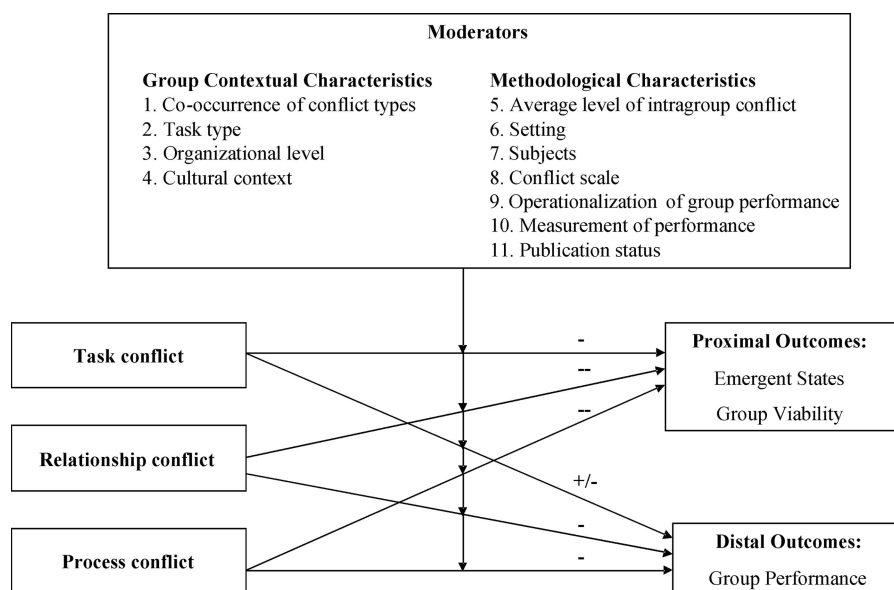 Moderators
Group Contextual Characteristics
1. Co-occurrence of conflict types
2. Task type
3. Organizational level
4. Cultural context
Methodological Characteristics
5. Average level of intragroup conflict
6. Setting
7. Subjects
8. Conflict scale
9. Operationalization of group performance
10. Measurement of performance
11. Publication status
Task conflict
Relationship conflict
Process conflict
-
--
--
+/-
-
-
Proximal Outcomes:
Emergent States
Group Viability
Distal Outcomes:
Group Performance